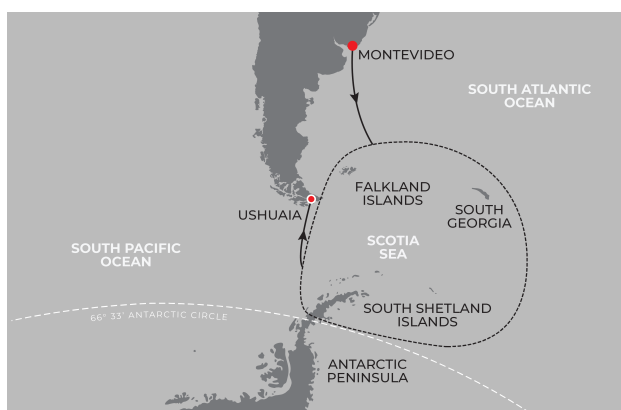 MONTEVIDEO
SOUTH ATLANTIC
OCEAN
FALKLAND
ISLANDS
SOUTH
GEORGIA
USHUAIA
SCOTIA
SEA
SOUTH PACIFIC
OCEAN
SOUTH SHETLAND
ISLANDS
66° 33' ANTARCTIC CIRCLE
ANTARCTIC
PENINSULA